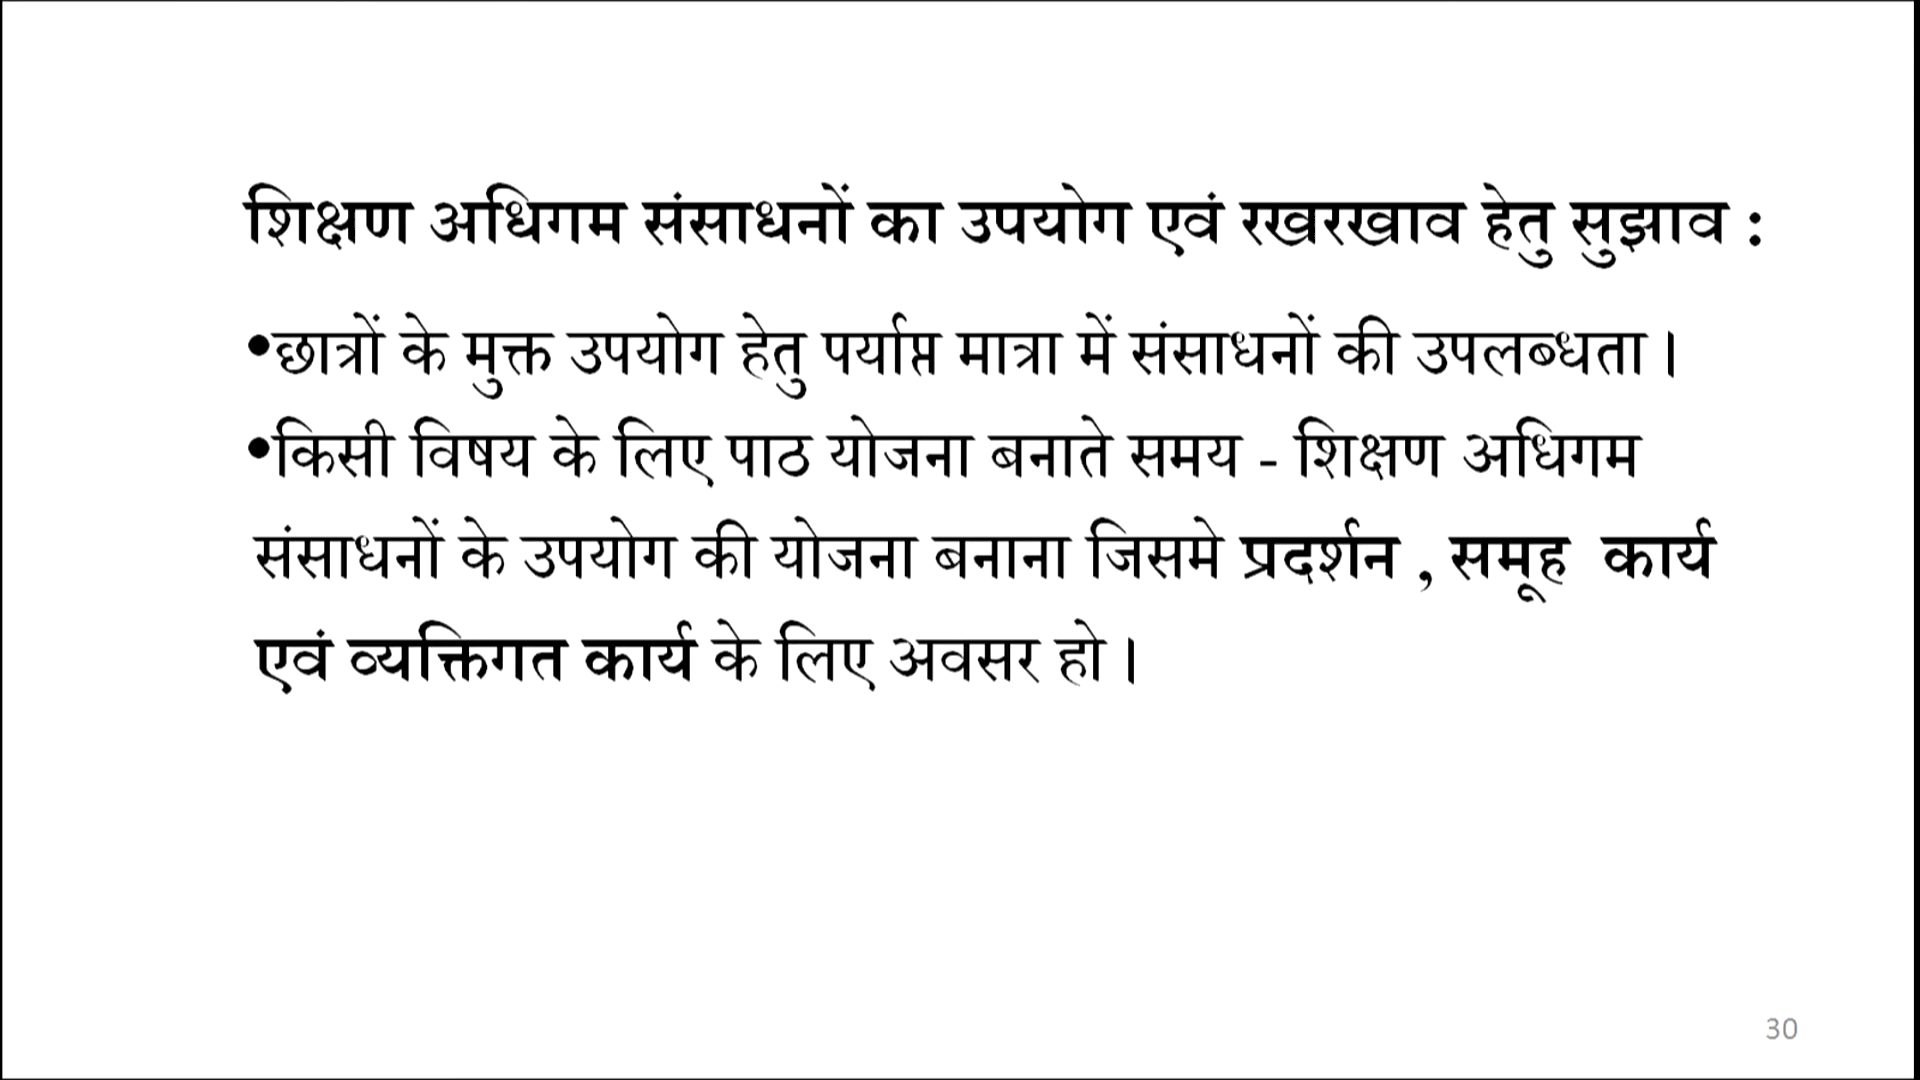 शिक्षण अधिगम संसाधनों का उपयोग एवं रखरखाव हेतु सुझाव :
•छात्रों के मुक्त उपयोग हेतु पर्याप्त मात्रा में संसाधनों की उपलब्धता ।
•किसी विषय के लिए पाठ योजना बनाते समय - शिक्षण अधिगम
संसाधनों के उपयोग की योजना बनाना जिसमे प्रदर्शन , समूह कार्य
एवं व्यक्तिगत कार्य के लिए अवसर हो ।
30